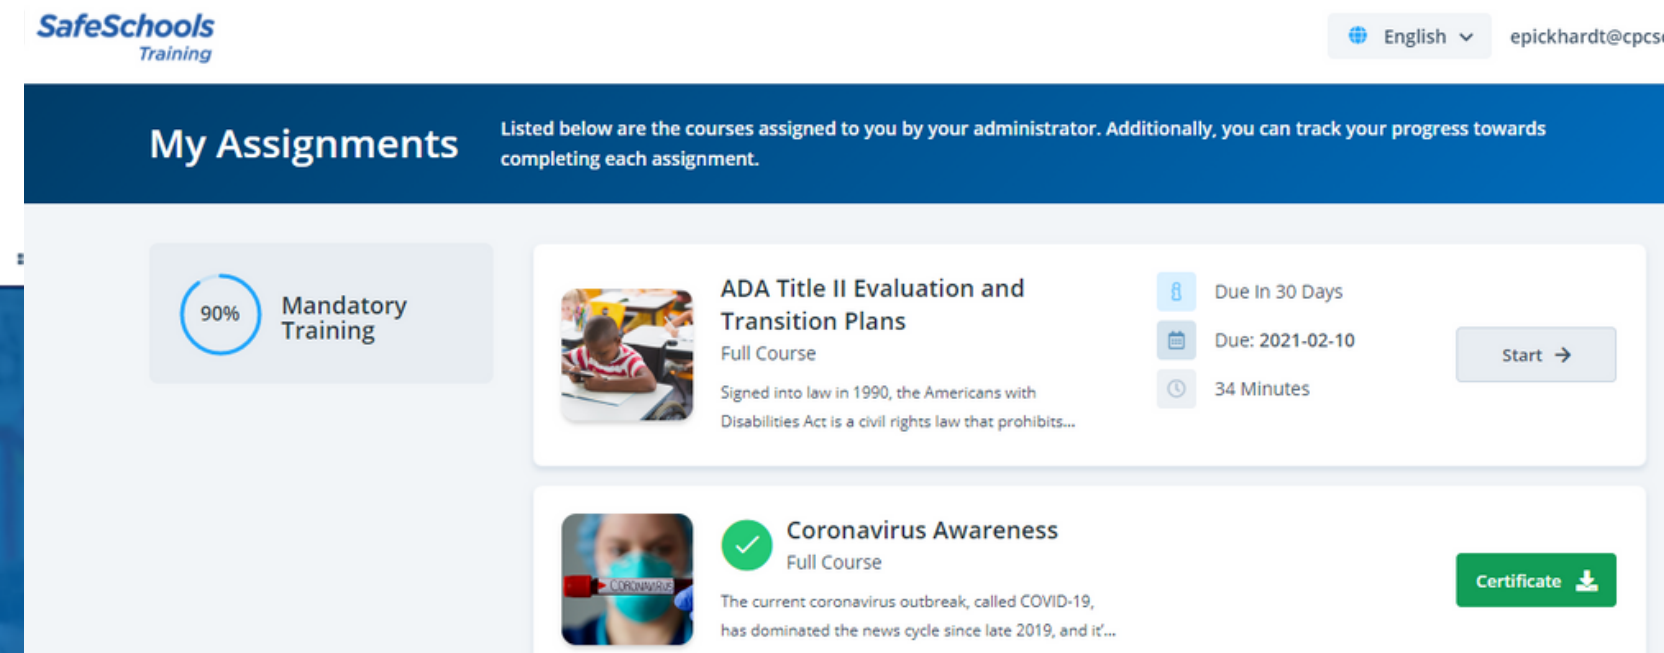 SafeSchools
Training
English
epickhardt@cpcs
My Assignments
Listed below are the courses assigned to you by your administrator. Additionally, you can track your progress towards
completing each assignment.
90%
Mandatory
Training
ADA Title II Evaluation and
Transition Plans
Full Course
Signed into law in 1990, the Americans with
Disabilities Act is a civil rights law that prohibits...
Due In 30 Days
Due: 2021-02-10
34 Minutes
Start →
CORONAVIRUS
Coronavirus Awareness
Full Course
The current coronavirus outbreak, called COVID-19,
has dominated the news cycle since late 2019, and it'...
Certificate